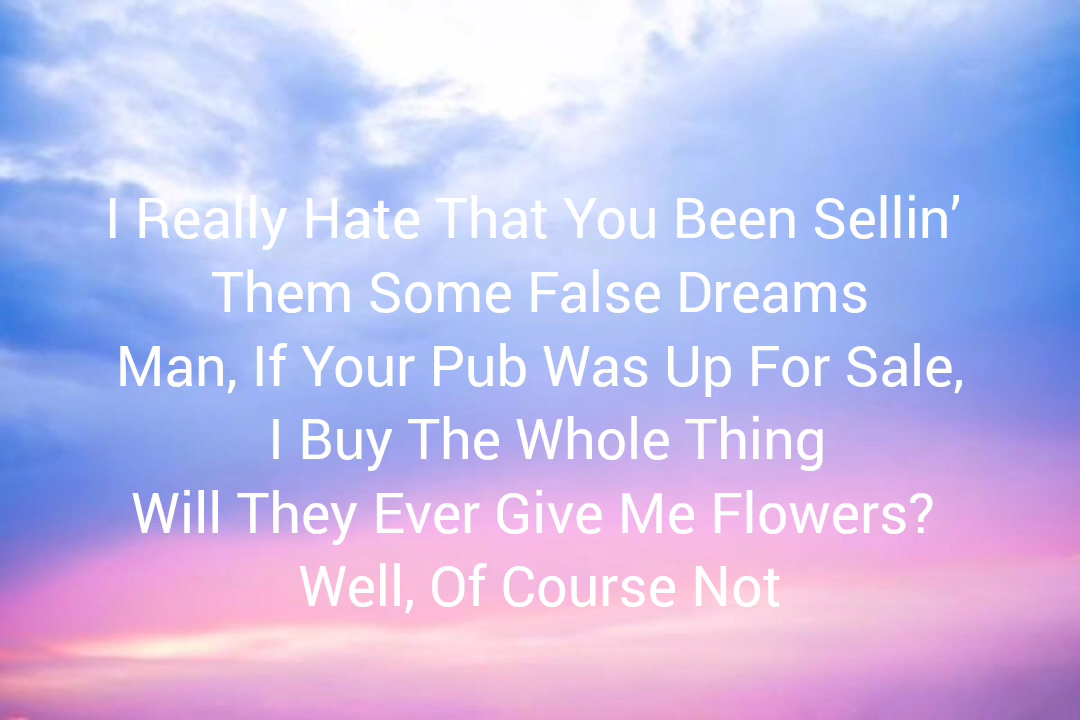 I Really Hate That You Been Sellin’
Them Some False Dreams
Man, If Your Pub Was Up For Sale,
I Buy The Whole Thing
Will They Ever Give Me Flowers?
Well, Of Course Not